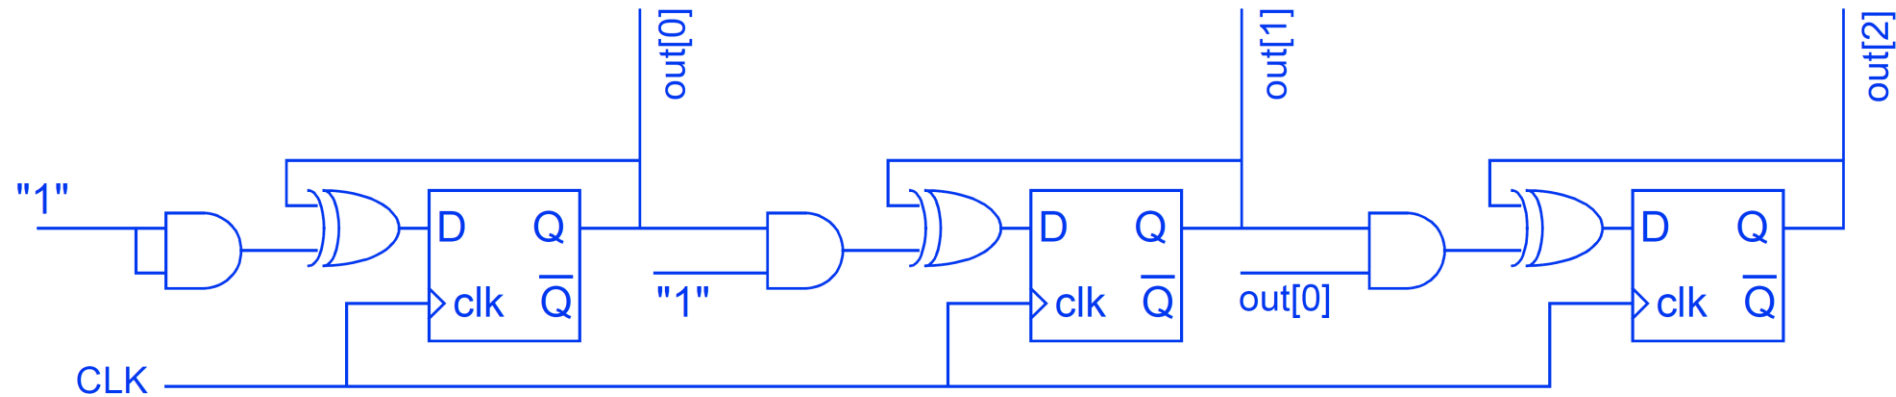 out[0]
out[1]
out[2]
"1"
D Q
clk Q
"1"
D Q
clk Q
out[0]
D Q
clk Q
CLK